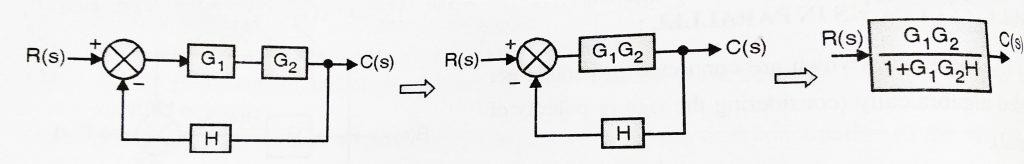 R(s) + − G₁ G₂ C(s) H
R(s) + − G₁G₂ C(s) H
R(s) G₁G₂ C(s)
1+G₁G₂H